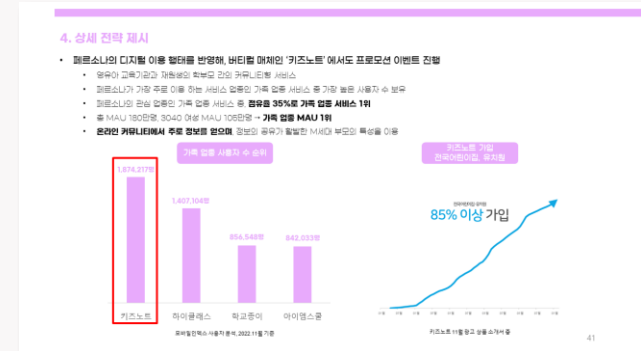 4. 상세 전략 제시
• 페르소나의 디지털 이용 행태를 반영해, 버티컬 매체인 '키즈노트' 에서도 프로모션 이벤트 진행
• 영유아 교육기관과 재원생의 학부모 간의 커뮤니티형 서비스
• 페르소나가 가장 주로 이용 하는 서비스 업종인 가족 업종 서비스 중 가장 높은 사용자 수 보유
• 페르소나의 관심 업종인 가족 업종 서비스 중, 점유율 35%로 가족 업종 서비스 1위
• 총 MAU 180만명, 3040 여성 MAU 105만명 → 가족 업종 MAU 1위
• 온라인 커뮤니티에서 주로 정보를 얻으며, 정보의 공유가 활발한 M세대 부모의 특성을 이용
가족 업종 사용자 수 순위
1,874,217명
1,407,104명
856,548명
842,033명
키즈노트
하이클래스
학교종이
아이엠스쿨
모바일인덱스 사용자 분석, 2022.11월 기준
키즈노트 가입
전국어린이집, 유치원
85% 이상 가입
키즈노트 11월 광고 상품 소개서 중
41